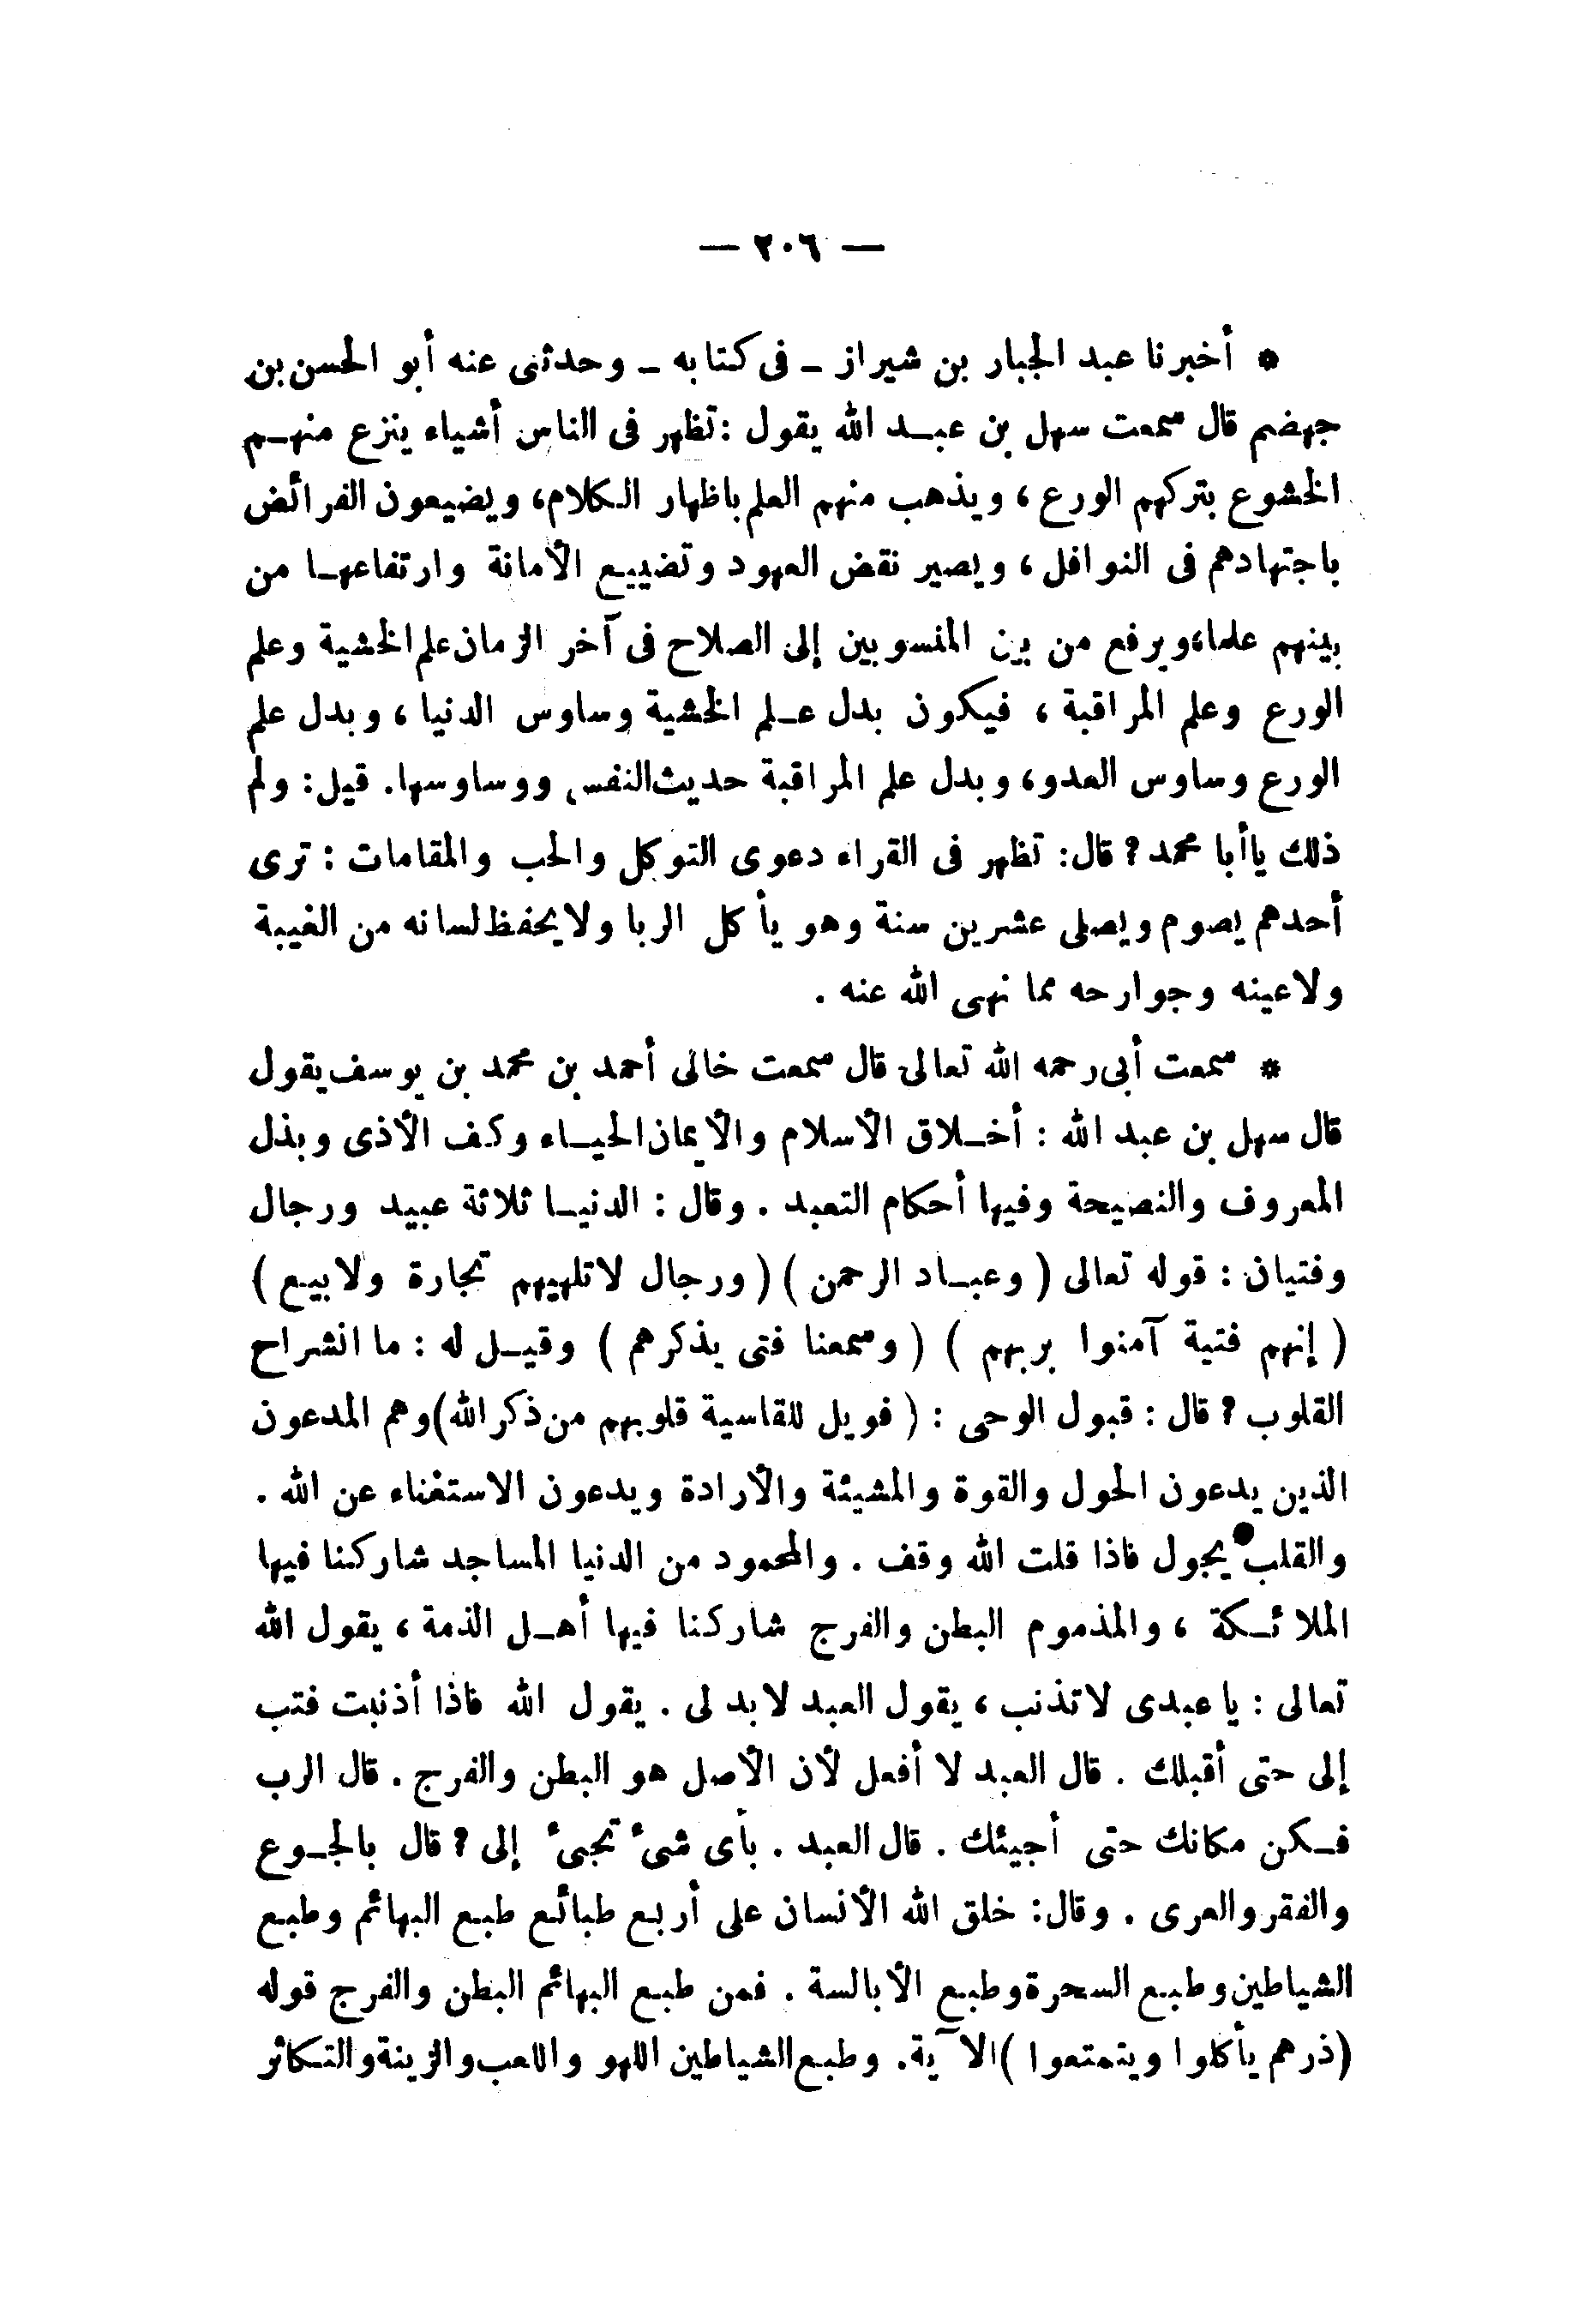 — ٢٠٦ —
* أخبرنا عبد الجبار بن شيراز - فى كتابه - وحدثنى عنه أبو الحسن بن
جهضم قال سمعت سهل بن عبد الله يقول : تظهر فى الناس أشياء ينزع منهم
الخشوع بتركهم الورع ، ويذهب منهم العلم باظهار الكلام، ويضيعون الفرائض
باجتهادهم فى النوافل ، ويصير نقض العهود وتضييع الأمانة وارتفاعها من
بينهم علما،ويرفع من بين المنسوبين إلى الصلاح فى آخر الزمان علم الخشية وعلم
الورع وعلم المراقبة ، فيكون بدل علم الخشية وساوس الدنيا ، وبدل علم
الورع وساوس العدو، وبدل علم المراقبة حديث النفس ووساوسها. قيل: ولم
ذلك ياأبا محمد ? قال: تظهر فى القراء دعوى التوكل والحب والمقامات : ترى
أحدهم يصوم ويصلى عشرين سنة وهو يأكل الربا ولا يحفظ لسانه من الغيبة
ولا عينه وجوارحه مما نهى الله عنه .
* سمعت أبى رحمه الله تعالى قال سمعت خالى أحمد بن محمد بن يوسف يقول
قال سهل بن عبد الله : أخلاق الأسلام والأيمان الحياء وكف الأذى وبذل
المعروف والنصيحة وفيها أحكام التعبد . وقال : الدنيا ثلاثة عبيد ورجال
وفتيان : قوله تعالى ( وعباد الرحمن ) ( ورجال لا تلهيهم تجارة ولا بيع )
( إنهم فتية آمنوا بربهم ) ( وسمعنا فتى يذكرهم ) وقيل له : ما انشراح
القلوب ? قال : قبول الوحى : ( فويل للقاسية قلوبهم من ذكر الله)وهم المدعون
الذين يدعون الحول والقوة والمشيئة والأرادة ويدعون الاستغناء عن الله .
والقلب يجول فاذا قلت الله وقف . والمحمود من الدنيا المساجد شاركنا فيها
الملائكة ، والمذموم البطن والفرج شاركنا فيها أهل الذمة ، يقول الله
تعالى : يا عبدى لا تذنب ، يقول العبد لا بد لى . يقول الله فاذا أذنبت فتب
إلى حتى أقبلك . قال العبد لا أفعل لأن الأصل هو البطن والفرج . قال الرب
فكن مكانك حتى أجيئك . قال العبد . بأى شىء تجىء إلى ? قال بالجوع
والفقر والعرى . وقال: خلق الله الأنسان على أربع طبائع طبع البهائم وطبع
الشياطين وطبع السحرة وطبع الأبالسة . فمن طبع البهائم البطن والفرج قوله
(ذرهم يأكلوا ويتمتعوا )الآية. وطبع الشياطين اللهو واللعب والزينة والتكاثر